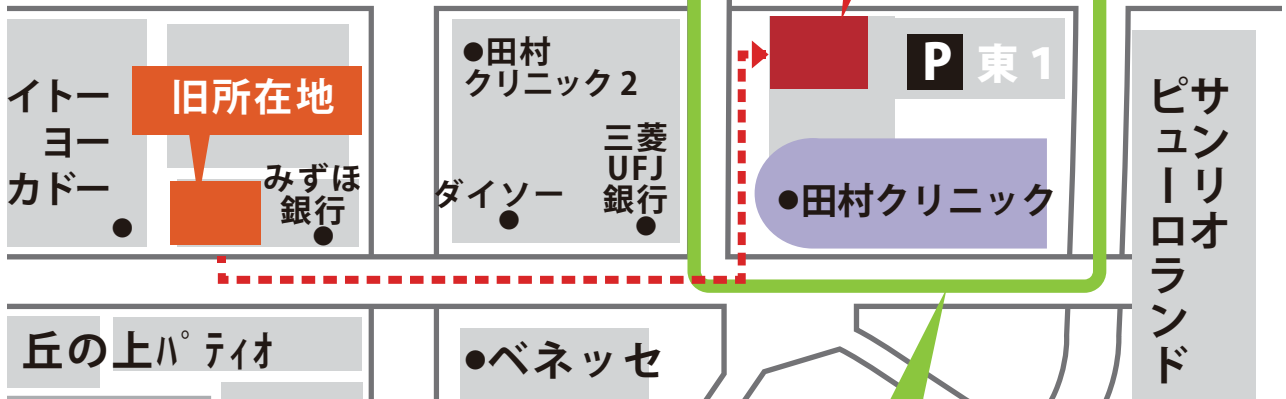 イトー
ヨー
カドー
●
旧所在地
みずほ
銀行
●
●田村
クリニック 2
三菱
UFJ
銀行
●
ダイソー
●
P 東 1
●田村クリニック
サンリオ
ピューロランド
丘の上パティオ
●ベネッセ